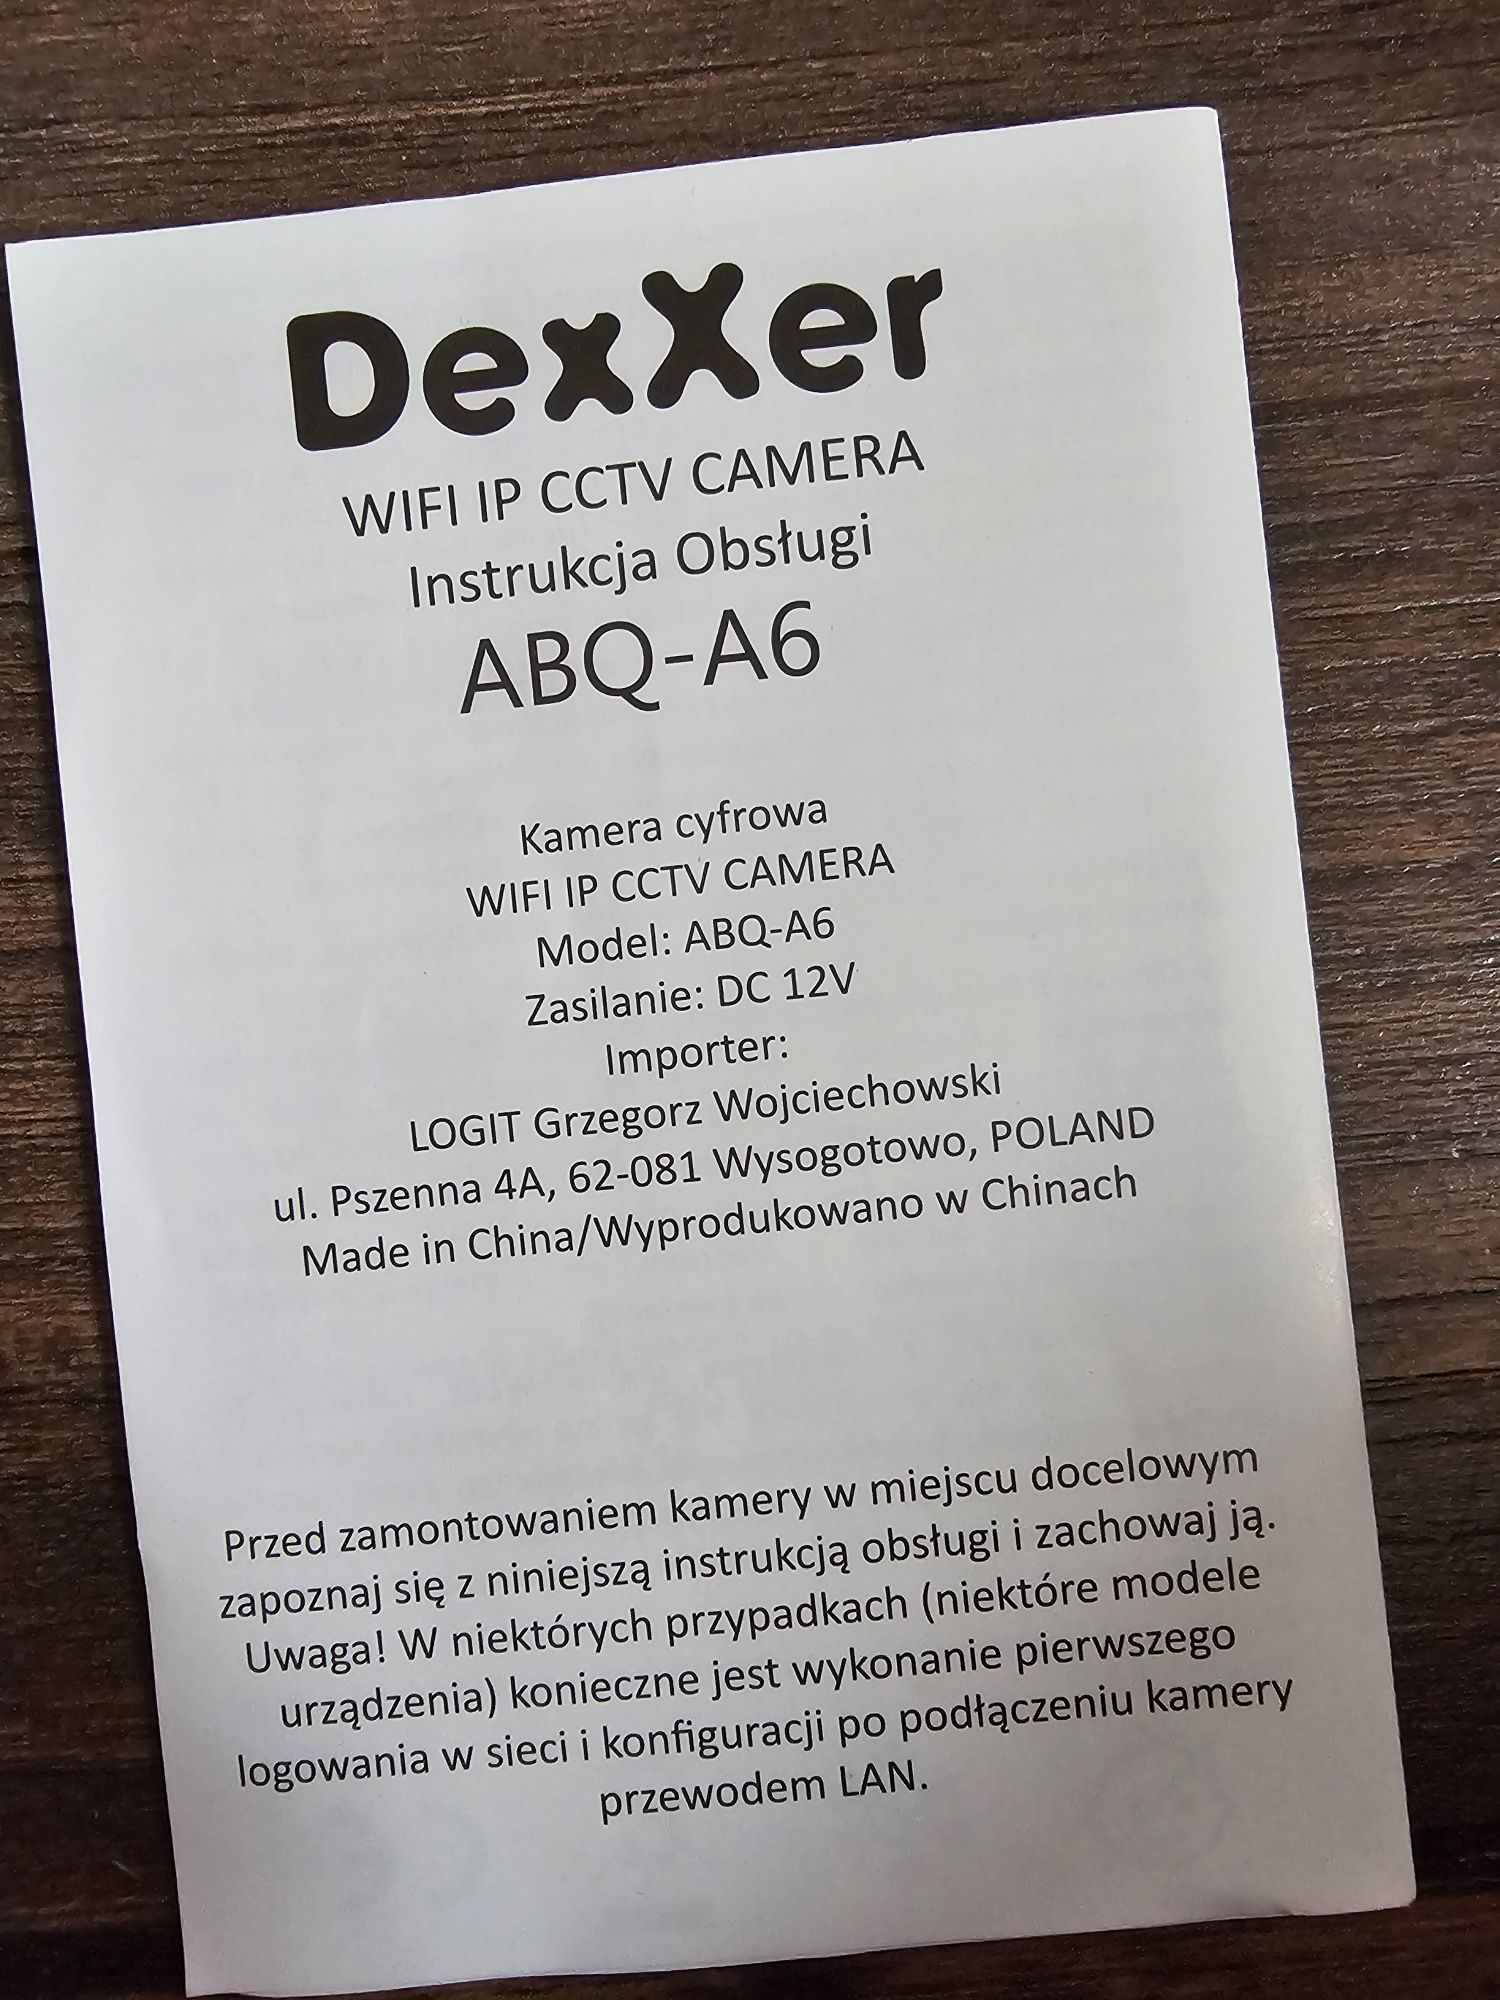 DexXer
WIFI IP CCTV CAMERA
Instrukcja Obsługi
ABQ-A6
Kamera cyfrowa
WIFI IP CCTV CAMERA
Model: ABQ-A6
Zasilanie: DC 12V
Importer:
LOGIT Grzegorz Wojciechowski
ul. Pszenna 4A, 62-081 Wysogotowo, POLAND
Made in China/Wyprodukowano w Chinach
Przed zamontowaniem kamery w miejscu docelowym
zapoznaj się z niniejszą instrukcją obsługi i zachowaj ją.
Uwaga! W niektórych przypadkach (niektóre modele
urządzenia) konieczne jest wykonanie pierwszego
logowania w sieci i konfiguracji po podłączeniu kamery
przewodem LAN.